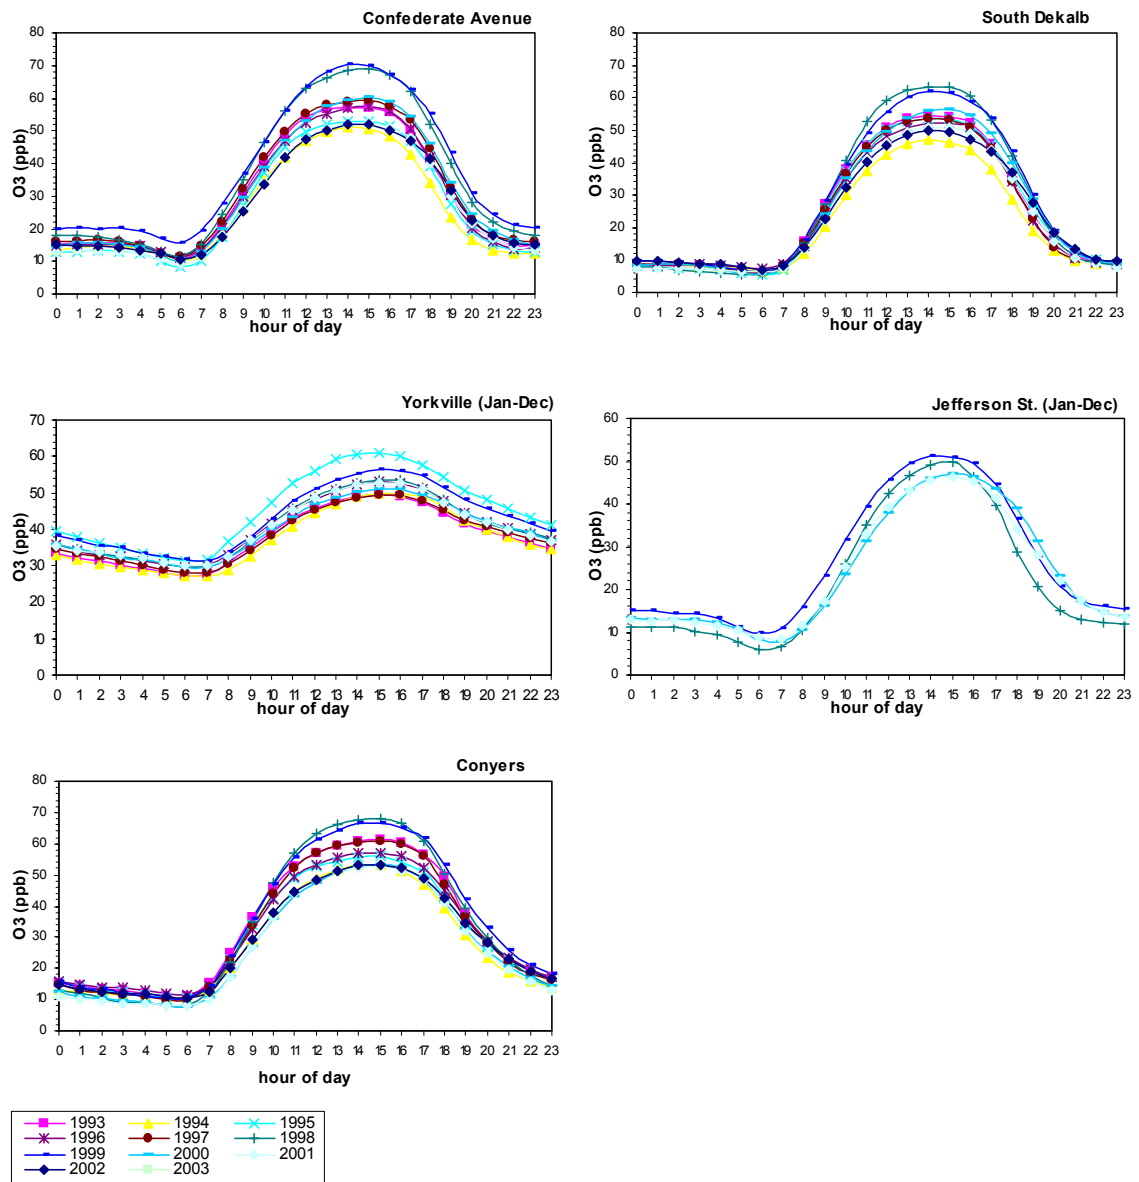 Confederate Avenue
80
70
60
50
40
30
20
10
0
O3 (ppb)
0 1 2 3 4 5 6 7 8 9 10 11 12 13 14 15 16 17 18 19 20 21 22 23
hour of day
South Dekalb
80
70
60
50
40
30
20
10
0
O3 (ppb)
0 1 2 3 4 5 6 7 8 9 10 11 12 13 14 15 16 17 18 19 20 21 22 23
hour of day
Yorkville (Jan-Dec)
70
60
50
40
30
20
10
0
O3 (ppb)
0 1 2 3 4 5 6 7 8 9 10 11 12 13 14 15 16 17 18 19 20 21 22 23
hour of day
Jefferson St. (Jan-Dec)
60
50
40
30
20
10
0
O3 (ppb)
0 1 2 3 4 5 6 7 8 9 10 11 12 13 14 15 16 17 18 19 20 21 22 23
hour of day
Conyers
80
70
60
50
40
30
20
10
0
O3 (ppb)
0 1 2 3 4 5 6 7 8 9 10 11 12 13 14 15 16 17 18 19 20 21 22 23
hour of day
1993 1994 1995
1996 1997 1998
1999 2000 2001
2002 2003